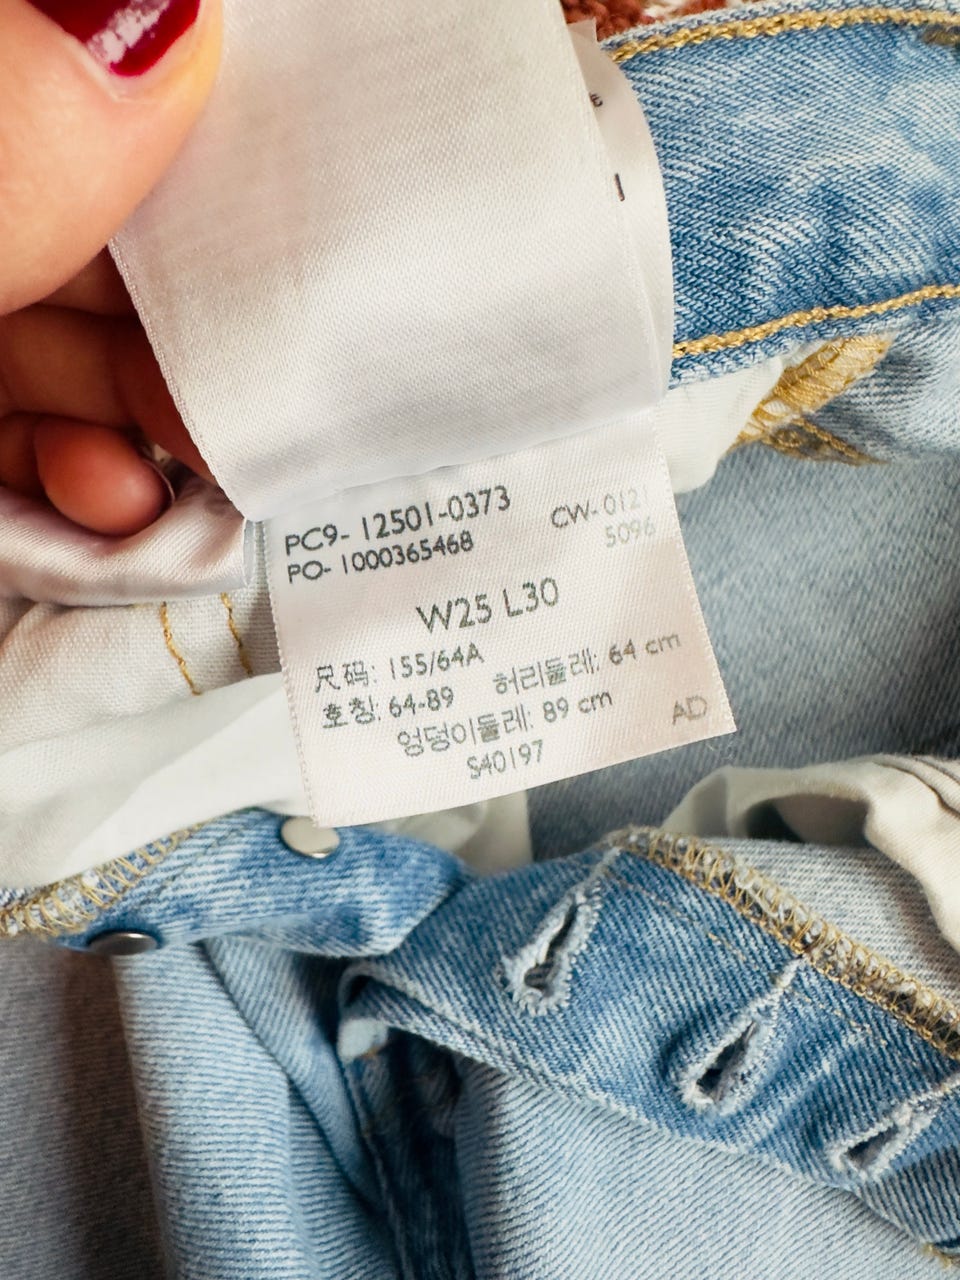 PC9- 12501-0373
CW- 0121
PO- 1000365468
5096
W25 L30
尺码: 155/64A
호칭: 64-89 허리둘레: 64 cm
엉덩이둘레: 89 cm
AD
S40197